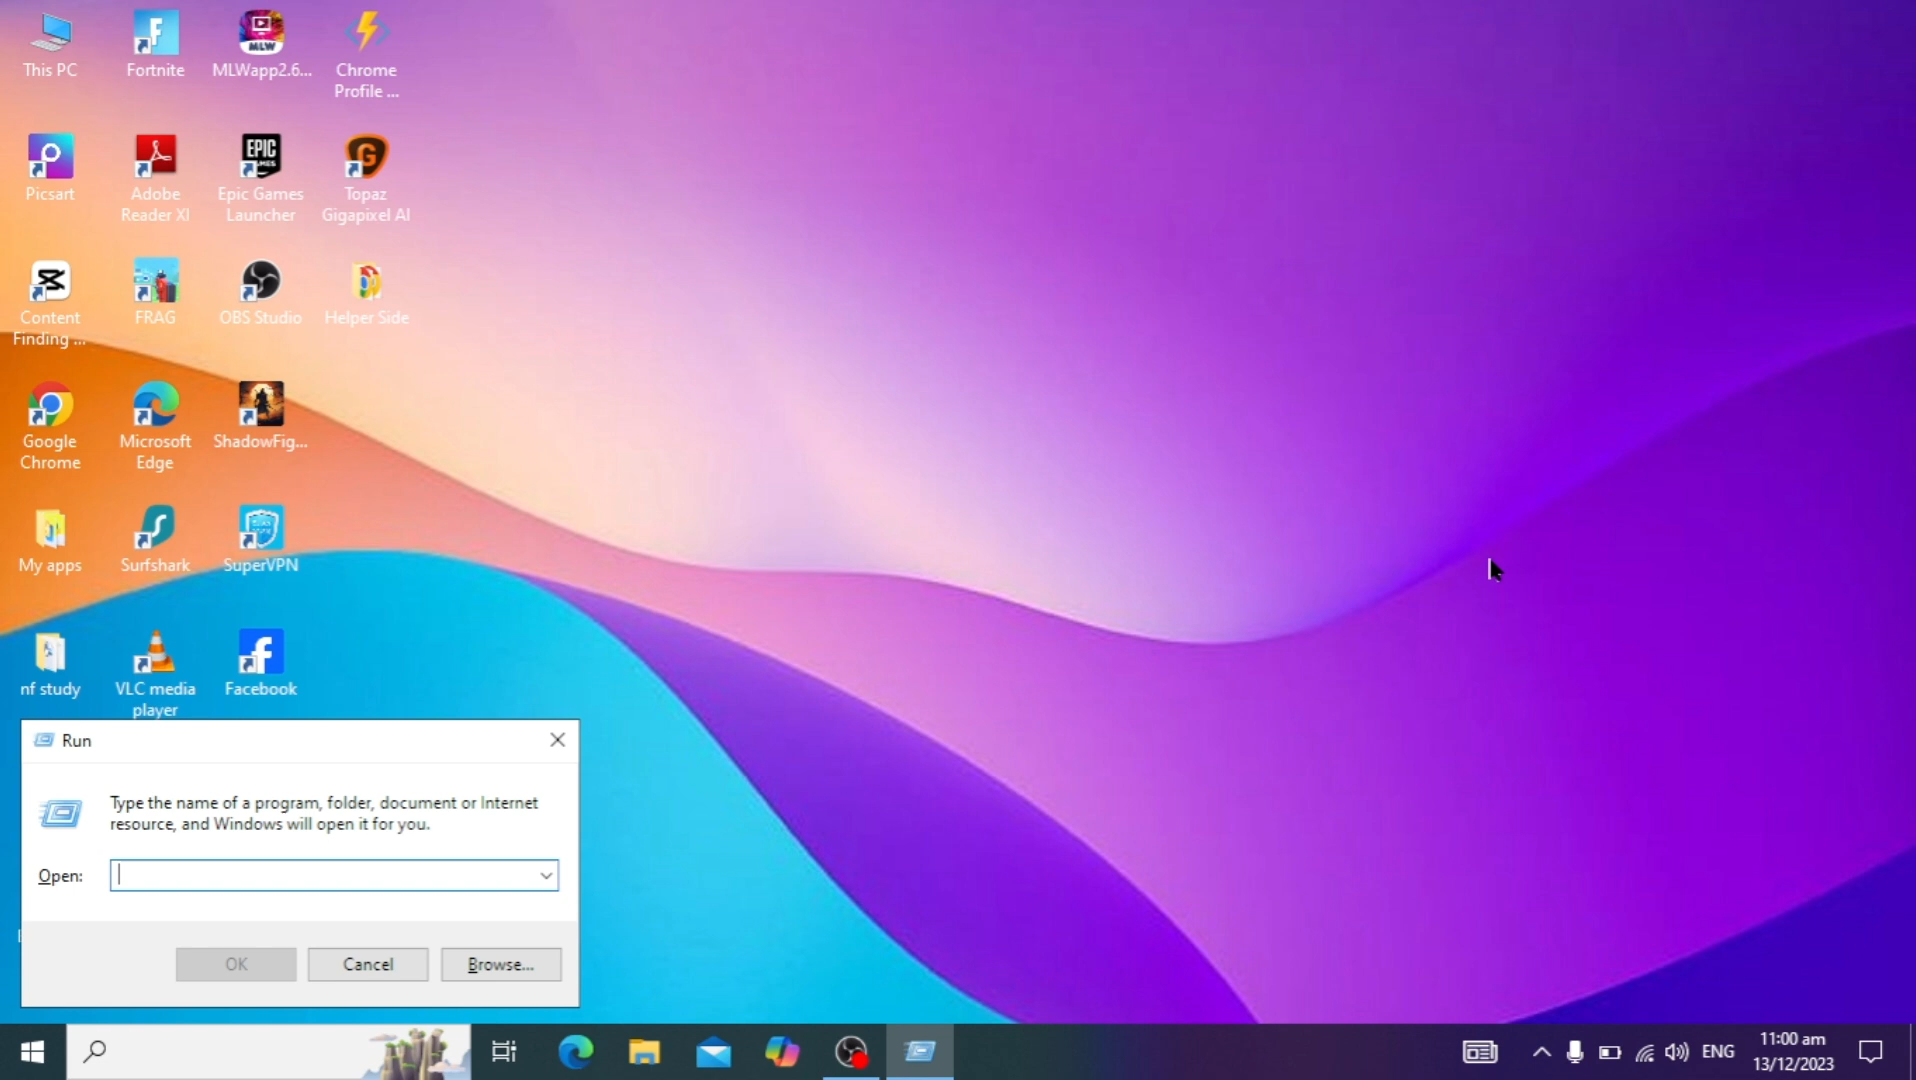 This PC
Fortnite
MLWapp2.6...
Chrome
Profile ...
Picsart
Adobe
Reader XI
Epic Games
Launcher
Topaz
Gigapixel AI
Content
Finding ...
FRAG
OBS Studio
Helper Side
Google
Chrome
Microsoft
Edge
ShadowFig...
My apps
Surfshark
SuperVPN
nf study
VLC media
player
Facebook
Run
Type the name of a program, folder, document or Internet
resource, and Windows will open it for you.
Open:
OK
Cancel
Browse...
ENG
11:00 am
13/12/2023